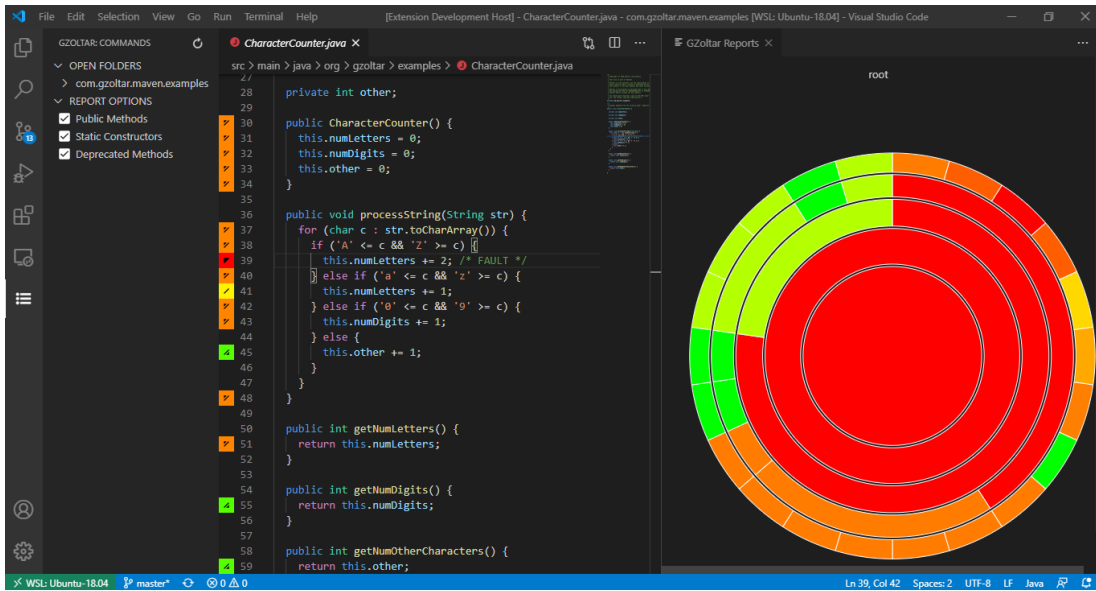 File Edit Selection View Go Run Terminal Help [Extension Development Host] - CharacterCounter.java - com.gzoltar.maven.examples [WSL: Ubuntu-18.04] - Visual Studio Code
GZOLTAR: COMMANDS
OPEN FOLDERS
com.gzoltar.maven.examples
REPORT OPTIONS
Public Methods
Static Constructors
Deprecated Methods
13
CharacterCounter.java
src > main > java > org > gzoltar > examples > CharacterCounter.java
27
28 private int other;
29
30 public CharacterCounter() {
31 this.numLetters = 0;
32 this.numDigits = 0;
33 this.other = 0;
34 }
35
36 public void processString(String str) {
37 for (char c : str.toCharArray()) {
38 if ('A' <= c && 'Z' >= c) {
39 this.numLetters += 2; /* FAULT */
40 } else if ('a' <= c && 'z' >= c) {
41 this.numLetters += 1;
42 } else if ('0' <= c && '9' >= c) {
43 this.numDigits += 1;
44 } else {
45 this.other += 1;
46 }
47 }
48 }
49
50 public int getNumLetters() {
51 return this.numLetters;
52 }
53
54 public int getNumDigits() {
55 return this.numDigits;
56 }
57
58 public int getNumOtherCharacters() {
59 return this.other;
GZoltar Reports
root
WSL: Ubuntu-18.04 master* 0 0 Ln 39, Col 42 Spaces: 2 UTF-8 LF Java